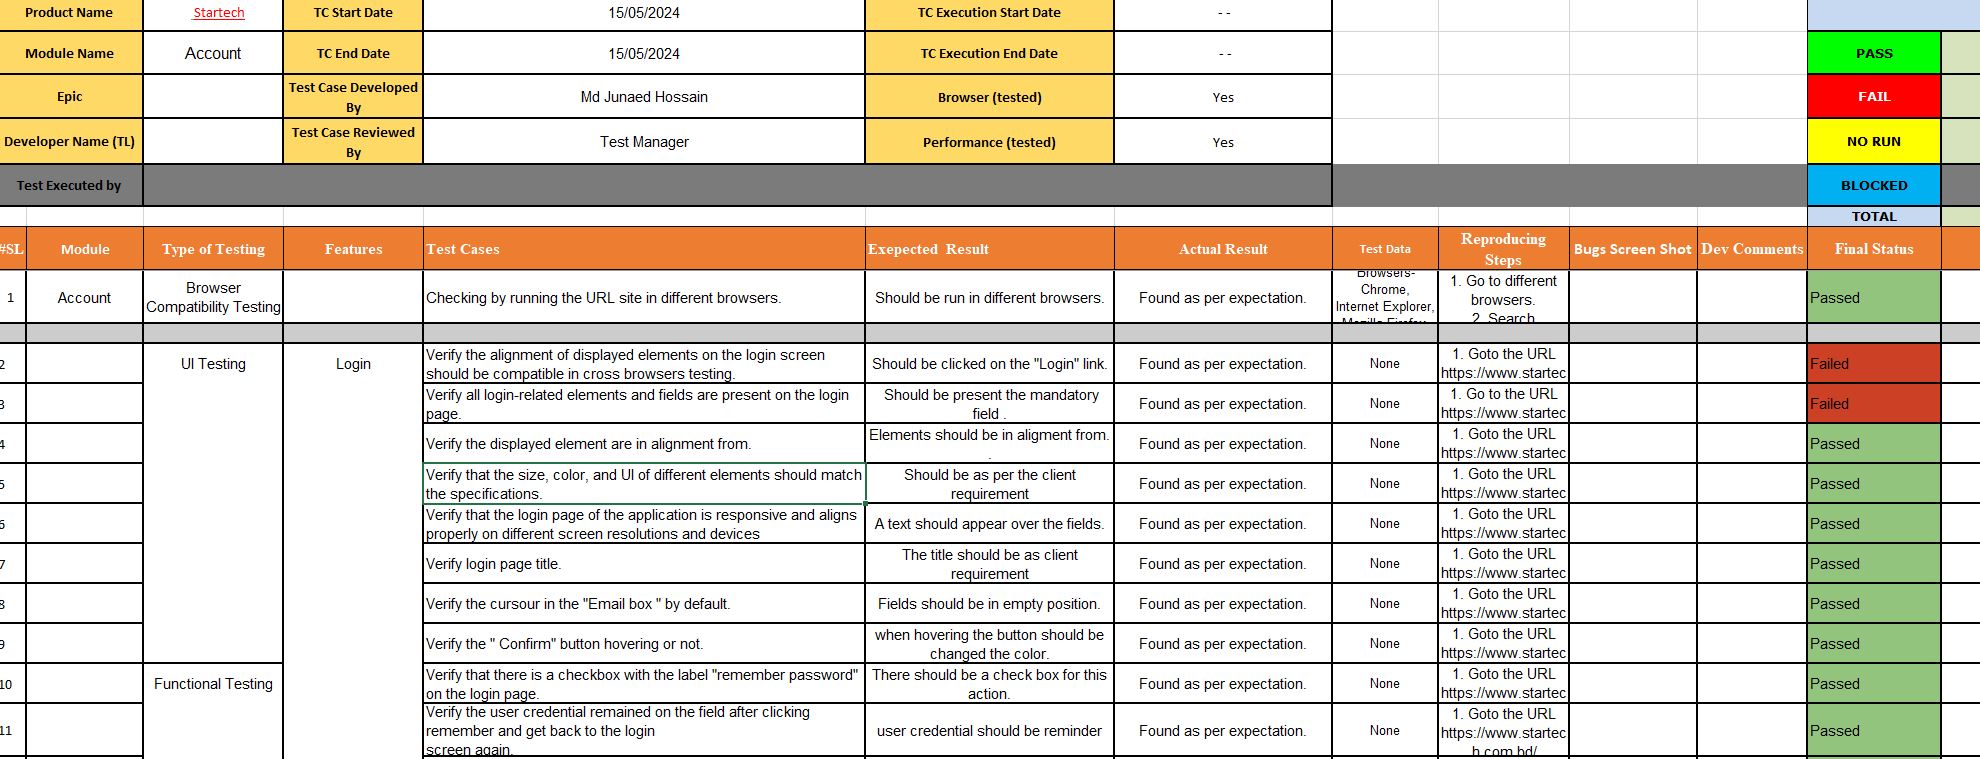 Product Name Startech TC Start Date 15/05/2024 TC Execution Start Date - -
Module Name Account TC End Date 15/05/2024 TC Execution End Date - - PASS
Epic Test Case Developed By Md Junaed Hossain Browser (tested) Yes FAIL
Developer Name (TL) Test Case Reviewed By Test Manager Performance (tested) Yes NO RUN
Test Executed by BLOCKED
TOTAL
#SL Module Type of Testing Features Test Cases Exepected Result Actual Result Test Data Reproducing Steps Bugs Screen Shot Dev Comments Final Status
1 Account Browser Compatibility Testing Checking by running the URL site in different browsers. Should be run in different browsers. Found as per expectation. Browsers- Chrome, Internet Explorer, Mozilla Firefox 1. Go to different browsers. 2. Search Passed
2 UI Testing Login Verify the alignment of displayed elements on the login screen should be compatible in cross browsers testing. Should be clicked on the "Login" link. Found as per expectation. None 1. Goto the URL https://www.startec Failed
3 Verify all login-related elements and fields are present on the login page. Should be present the mandatory field . Found as per expectation. None 1. Go to the URL https://www.startec Failed
4 Verify the displayed element are in alignment from. Elements should be in aligment from. . Found as per expectation. None 1. Goto the URL https://www.startec Passed
5 Verify that the size, color, and UI of different elements should match the specifications. Should be as per the client requirement Found as per expectation. None 1. Goto the URL https://www.startec Passed
6 Verify that the login page of the application is responsive and aligns properly on different screen resolutions and devices A text should appear over the fields. Found as per expectation. None 1. Goto the URL https://www.startec Passed
7 Verify login page title. The title should be as client requirement Found as per expectation. None 1. Goto the URL https://www.startec Passed
8 Verify the cursour in the "Email box " by default. Fields should be in empty position. Found as per expectation. None 1. Goto the URL https://www.startec Passed
9 Verify the " Confirm" button hovering or not. when hovering the button should be changed the color. Found as per expectation. None 1. Goto the URL https://www.startec Passed
10 Functional Testing Verify that there is a checkbox with the label "remember password" on the login page. There should be a check box for this action. Found as per expectation. None 1. Goto the URL https://www.startec Passed
11 Verify the user credential remained on the field after clicking remember and get back to the login screen again. user credential should be reminder Found as per expectation. None 1. Goto the URL https://www.startec h.com.bd/ Passed